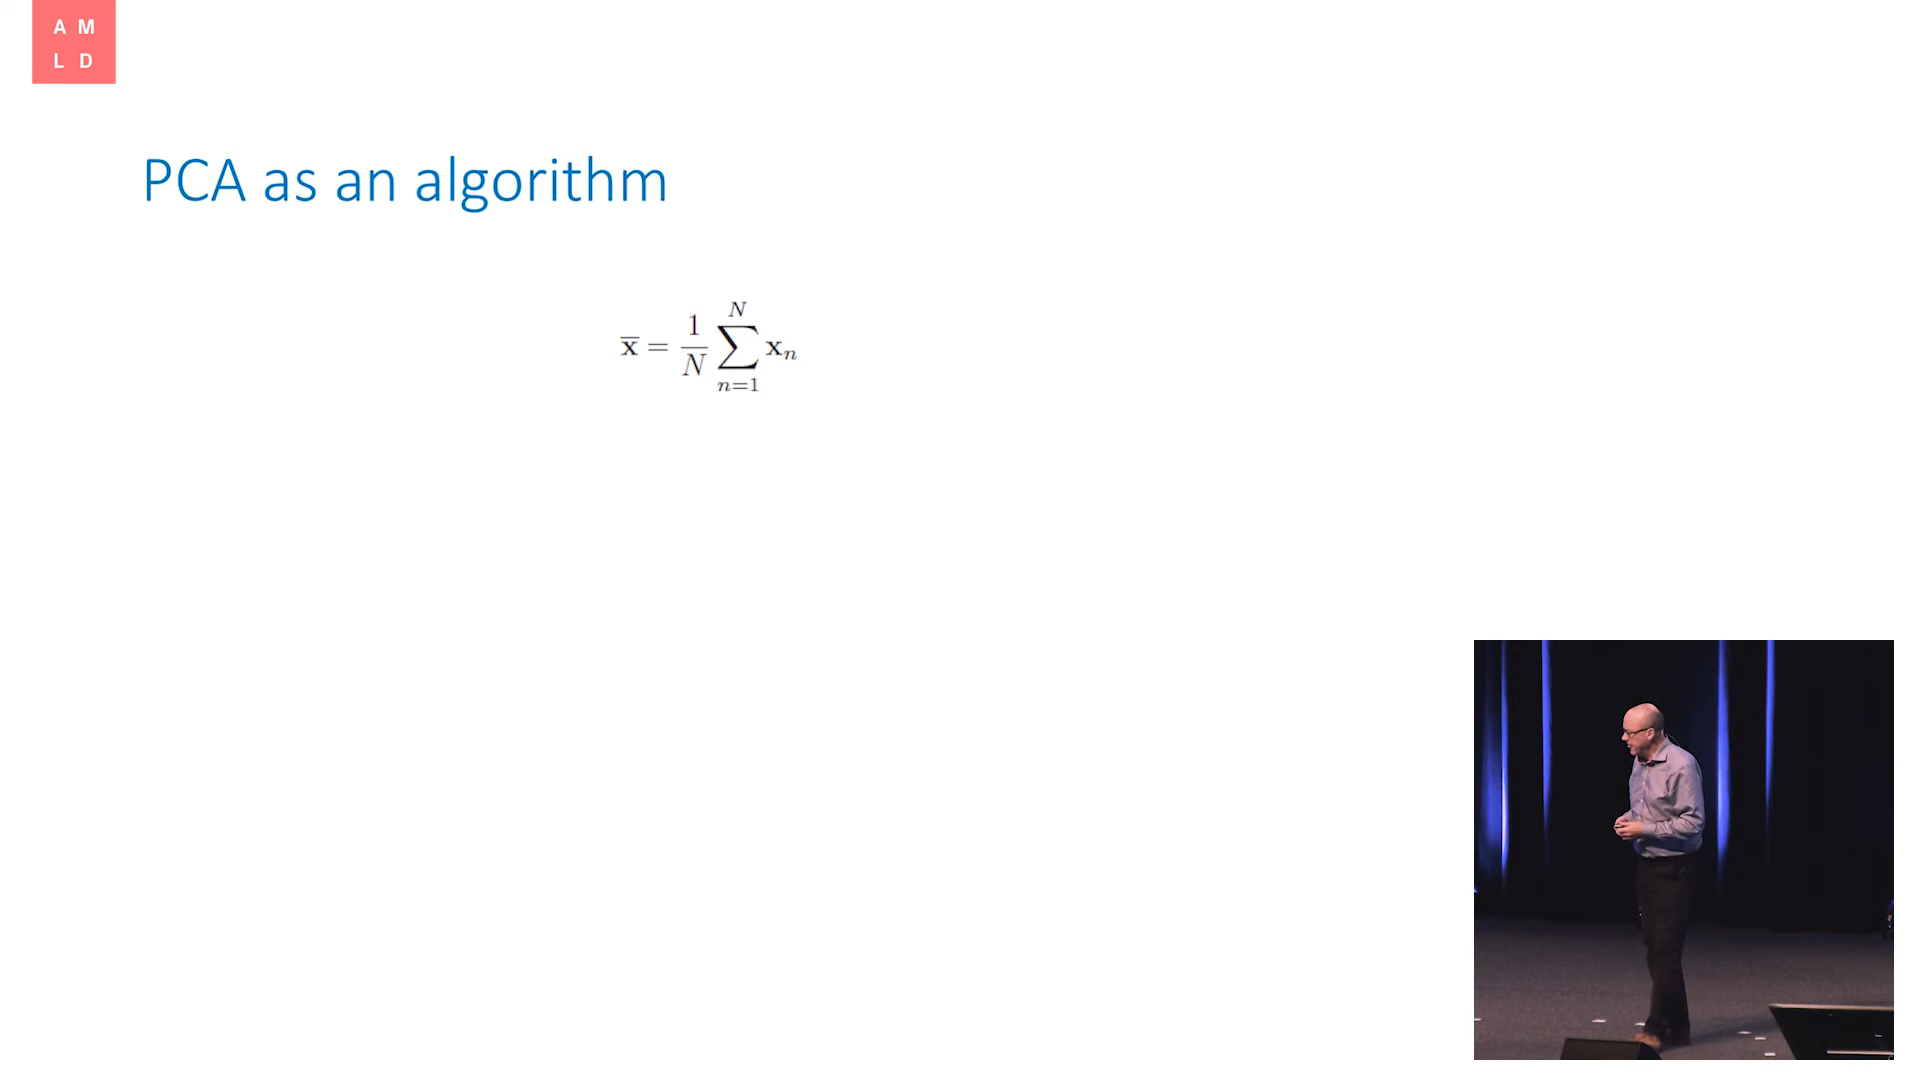 A M
L D
PCA as an algorithm
x̄ = 1/N ∑_{n=1}^{N} x_n